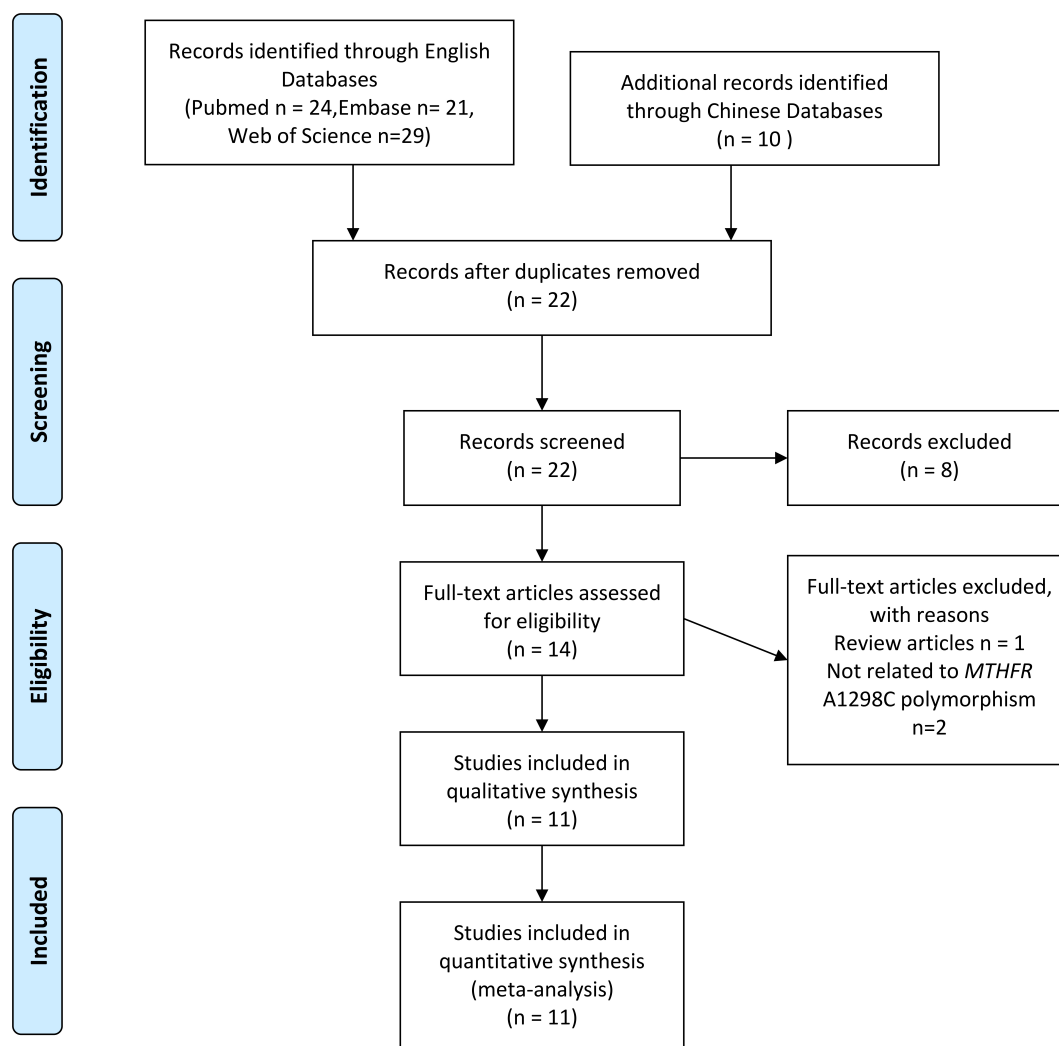 Identification
Records identified through English
Databases
(Pubmed n = 24,Embase n= 21,
Web of Science n=29)
Additional records identified
through Chinese Databases
(n = 10 )
Records after duplicates removed
(n = 22)
Screening
Records screened
(n = 22)
Records excluded
(n = 8)
Eligibility
Full-text articles assessed
for eligibility
(n = 14)
Full-text articles excluded,
with reasons
Review articles n = 1
Not related to MTHFR
A1298C polymorphism
n=2
Studies included in
qualitative synthesis
(n = 11)
Included
Studies included in
quantitative synthesis
(meta-analysis)
(n = 11)